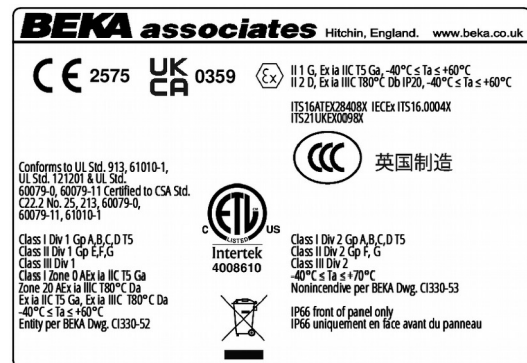 BEKA associates Hitchin, England. www.beka.co.uk
CE 2575 UK CA 0359 Ex II 1 G, Ex ia IIC T5 Ga, -40°C ≤ Ta ≤ +60°C
II 2 D, Ex ia IIIC T80°C Db IP20, -40°C ≤ Ta ≤ +60°C
ITS16ATEX28408X IECEx ITS16.0004X
ITS21UKEX0098X
CCC 英国制造
Conforms to UL Std. 913, 61010-1,
UL Std. 121201 & UL Std.
60079-0, 60079-11 Certified to CSA Std.
C22.2 No. 25, 213, 60079-0,
60079-11, 61010-1
Class I Div 1 Gp A,B,C,D T5
Class II Div 1 Gp E,F,G
Class III Div 1
Class I Zone 0 AEx ia IIC T5 Ga
Zone 20 AEx ia IIIC T80°C Da
Ex ia IIC T5 Ga, Ex ia IIIC T80°C Da
-40°C ≤ Ta ≤ +60°C
Entity per BEKA Dwg. CI330-52
ETL
LISTED
C US
Intertek
4008610
Class I Div 2 Gp A,B,C,D T5
Class II Div 2 Gp F, G
Class III Div 2
-40°C ≤ Ta ≤ +70°C
Nonincendive per BEKA Dwg. CI330-53
IP66 front of panel only
IP66 uniquement en face avant du panneau